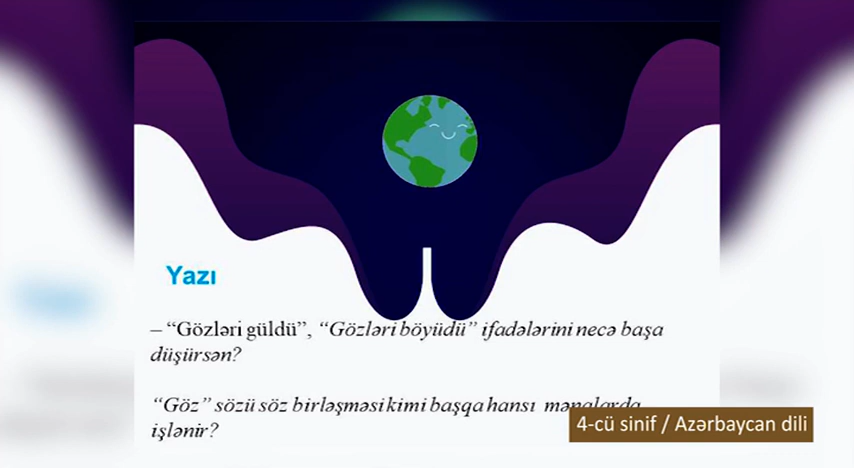 Yazı
– “Gözləri güldü”, “Gözləri böyüdü” ifadələrini necə başa
düşürsən?
“Göz” sözü söz birləşməsi kimi başqa hansı mənalarda
işlənir?
4-cü sinif / Azərbaycan dili